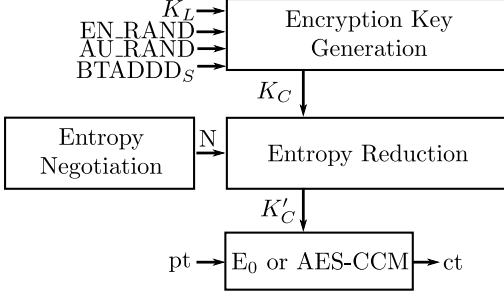 K_L
EN_RAND
AU_RAND
BTADDD_S
Encryption Key
Generation
K_C
Entropy
Negotiation
N
Entropy Reduction
K'_C
pt
E_0 or AES-CCM
ct